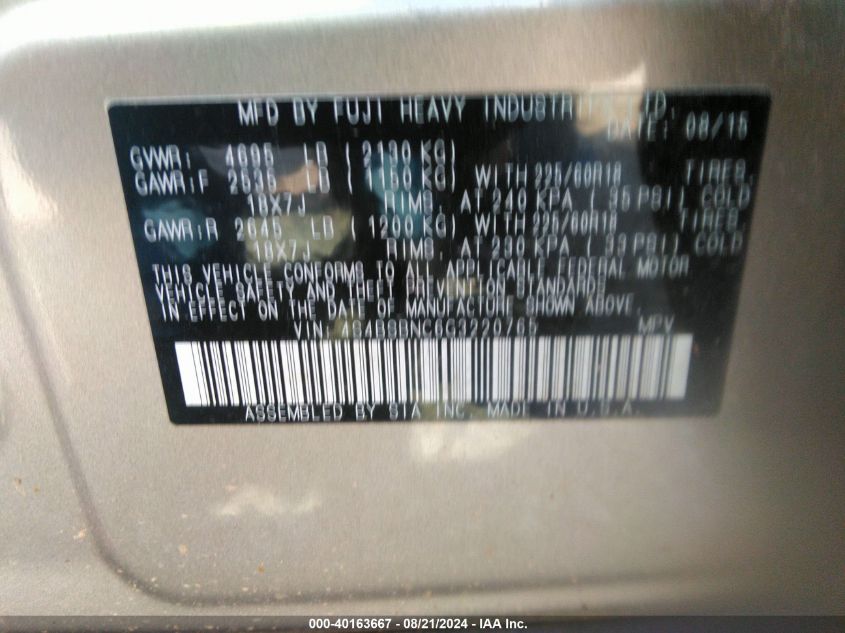 MFD BY FUJI HEAVY INDUSTRIES LTD.
DATE: 08/15
GVWR: LB (2190 KG)
GAWR:F LB (1150 KG) WITH 225/60R18 TIRES,
18X7J RIMS, AT 240 KPA (35 PSI) COLD
GAWR:R 2645 LB (1200 KG) WITH 225/60R18 TIRES,
18X7J RIMS, AT 230 KPA (33 PSI) COLD
THIS VEHICLE CONFORMS TO ALL APPLICABLE FEDERAL MOTOR
VEHICLE SAFETY AND THEFT PREVENTION STANDARDS
IN EFFECT ON THE DATE OF MANUFACTURE SHOWN ABOVE.
VIN: 4S4BSBNC6G3220765 MPV
ASSEMBLED BY SIA INC. MADE IN U.S.A.
000-40163667 - 08/21/2024 - IAA Inc.